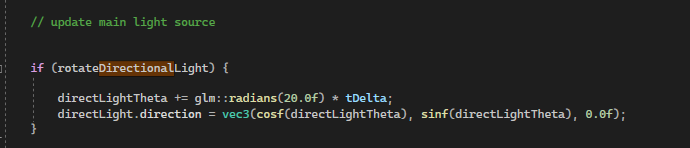 // update main light source
if (rotateDirectionalLight) {
directLightTheta += glm::radians(20.0f) * tDelta;
directLight.direction = vec3(cosf(directLightTheta), sinf(directLightTheta), 0.0f);
}